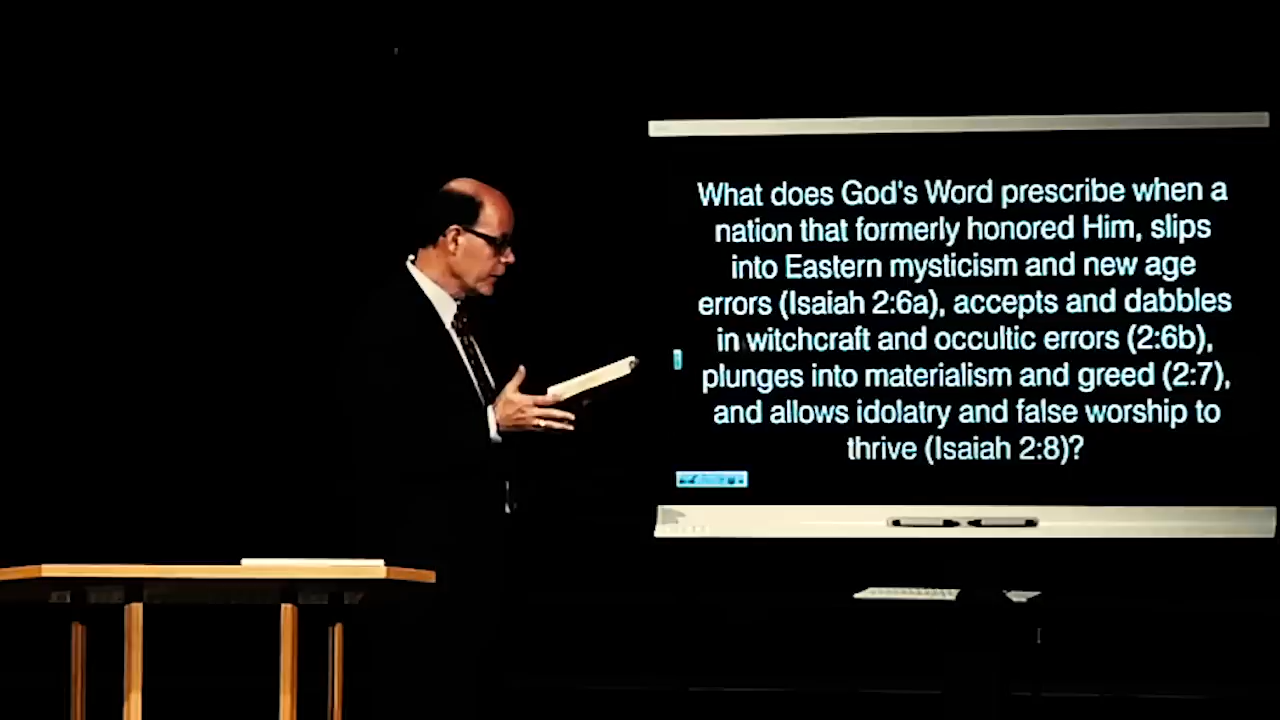 What does God's Word prescribe when a
nation that formerly honored Him, slips
into Eastern mysticism and new age
errors (Isaiah 2:6a), accepts and dabbles
in witchcraft and occultic errors (2:6b),
plunges into materialism and greed (2:7),
and allows idolatry and false worship to
thrive (Isaiah 2:8)?